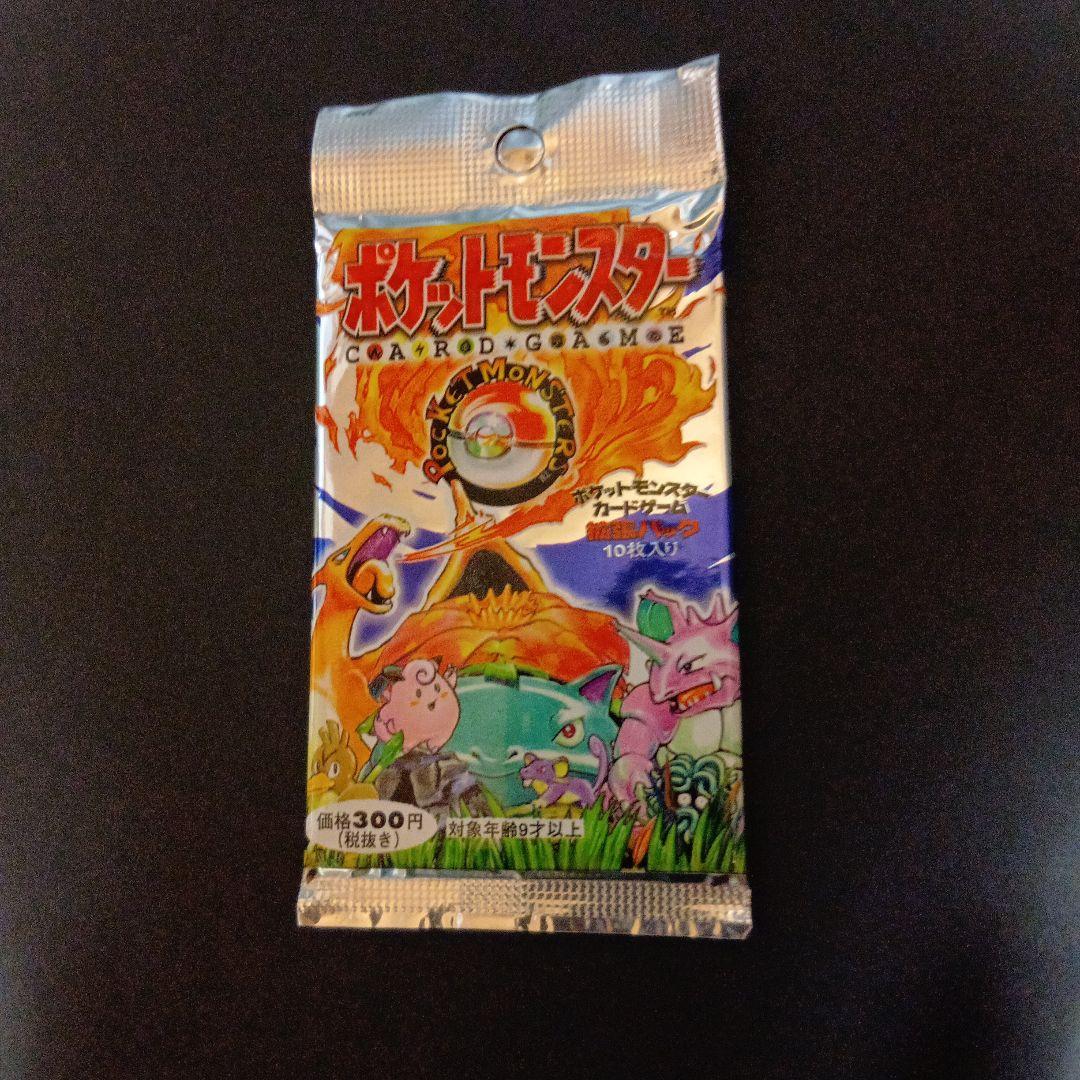 ポケットモンスター
TM
CARD GAME
POCKET MONSTERS
TM
ポケットモンスター
カードゲーム
拡張パック
10枚入り
価格300円
(税抜き)
対象年齢9才以上